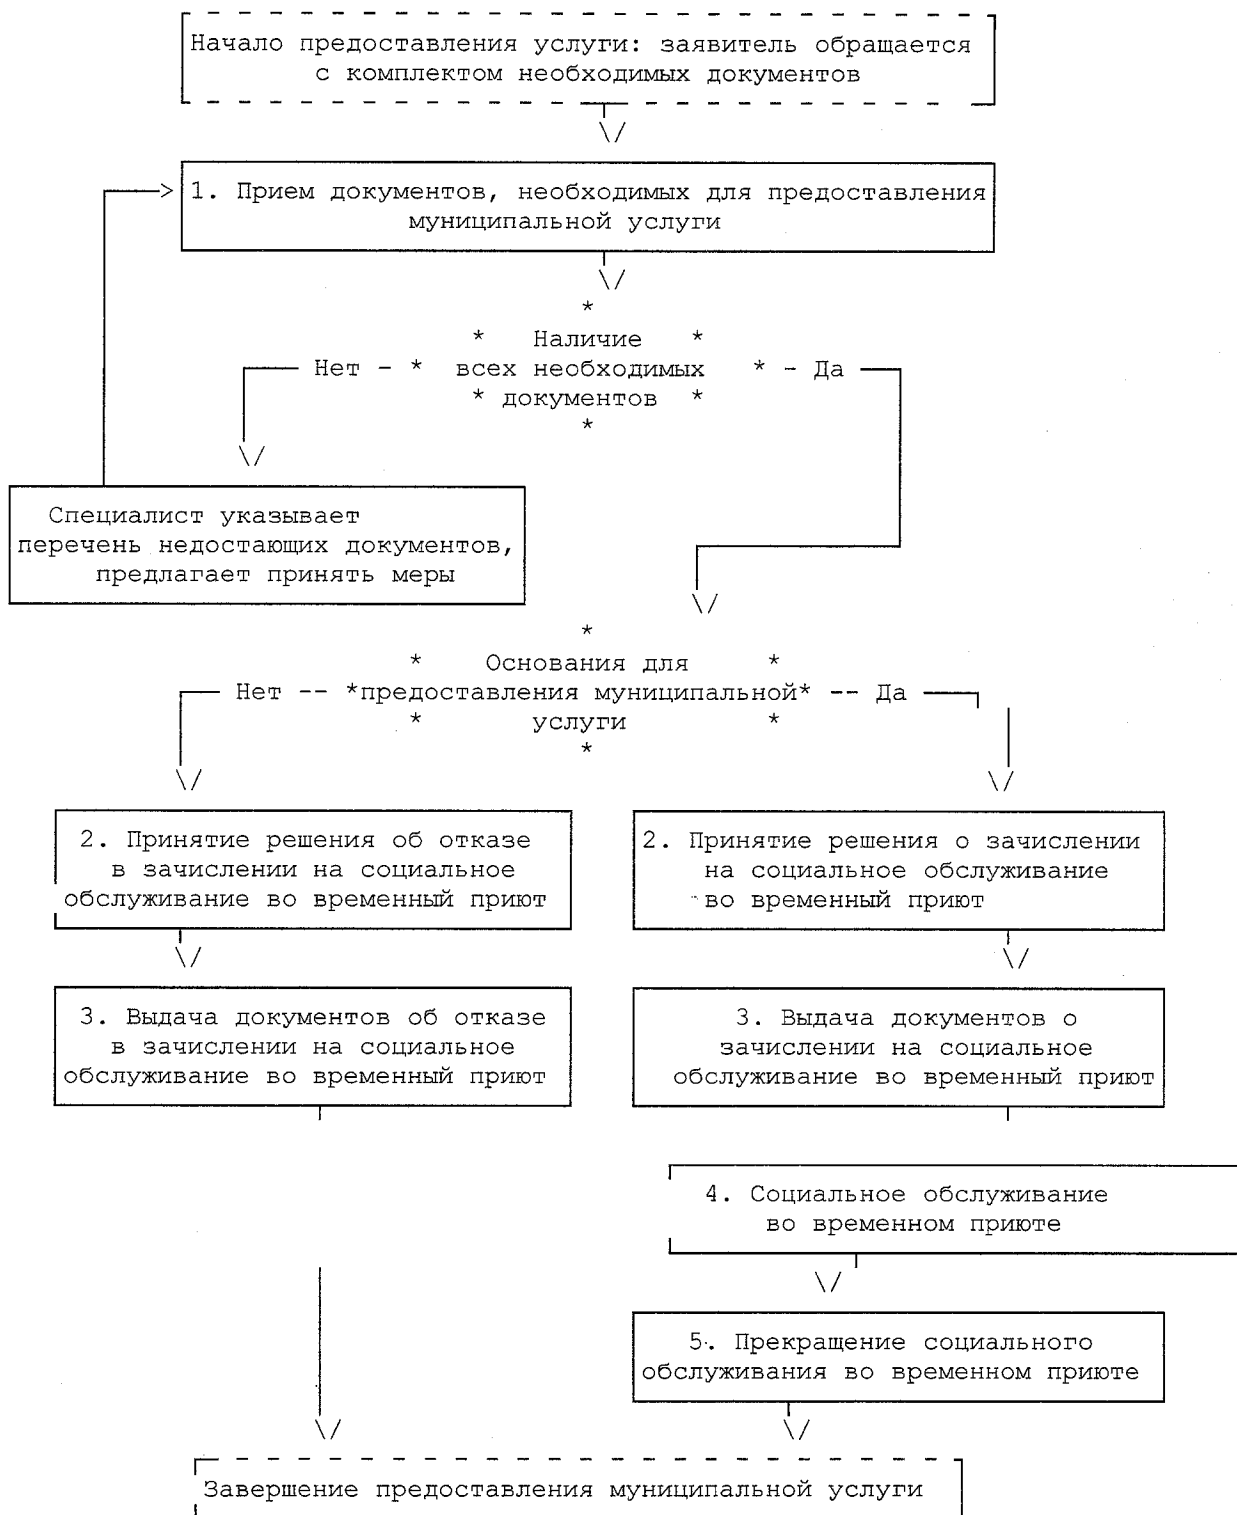 Начало предоставления услуги: заявитель обращается
с комплектом необходимых документов
\/
1. Прием документов, необходимых для предоставления
муниципальной услуги
\/
*
* Наличие *
Нет - * всех необходимых * - Да
* документов *
*
\/
Специалист указывает
перечень недостающих документов,
предлагает принять меры
\/
*
* Основания для *
Нет -- *предоставления муниципальной* -- Да
* услуги *
*
\/ \/
2. Принятие решения об отказе
в зачислении на социальное
обслуживание во временный приют
2. Принятие решения о зачислении
на социальное обслуживание
во временный приют
\/ \/
3. Выдача документов об отказе
в зачислении на социальное
обслуживание во временный приют
3. Выдача документов о
зачислении на социальное
обслуживание во временный приют
4. Социальное обслуживание
во временном приюте
\/
5. Прекращение социального
обслуживания во временном приюте
\/ \/
Завершение предоставления муниципальной услуги